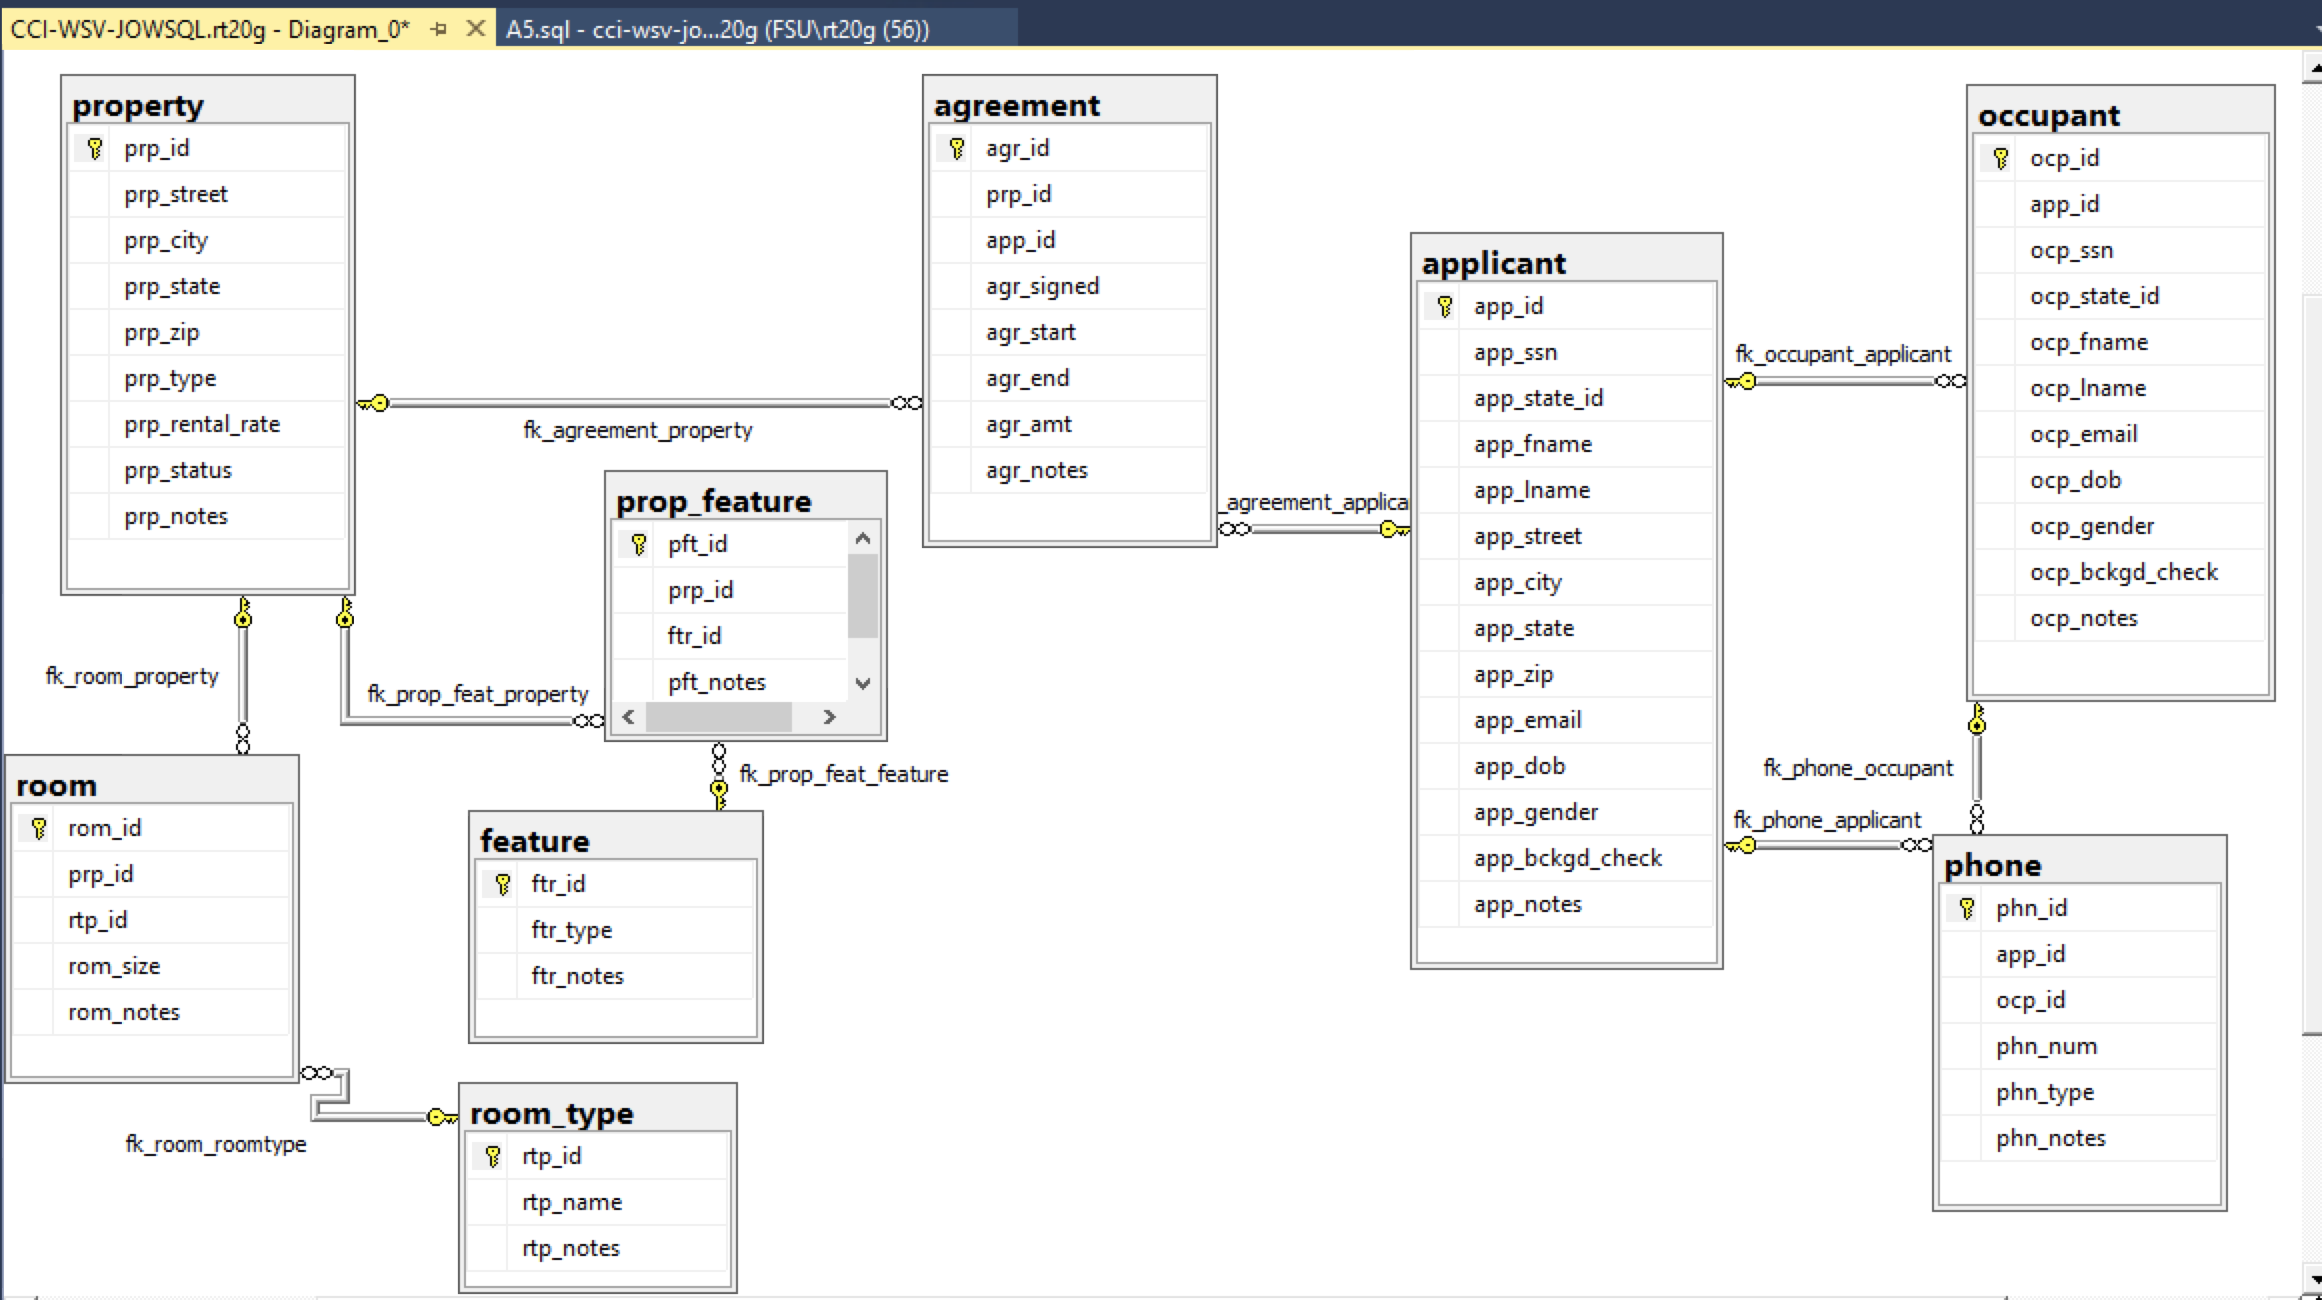 CCI-WSV-JOWSQL.rt20g - Diagram_0*
A5.sql - cci-wsv-jo...20g (FSU\rt20g (56))
property
prp_id
prp_street
prp_city
prp_state
prp_zip
prp_type
prp_rental_rate
prp_status
prp_notes
fk_agreement_property
agreement
agr_id
prp_id
app_id
agr_signed
agr_start
agr_end
agr_amt
agr_notes
_agreement_applica
applicant
app_id
app_ssn
app_state_id
app_fname
app_lname
app_street
app_city
app_state
app_zip
app_email
app_dob
app_gender
app_bckgd_check
app_notes
fk_occupant_applicant
occupant
ocp_id
app_id
ocp_ssn
ocp_state_id
ocp_fname
ocp_lname
ocp_email
ocp_dob
ocp_gender
ocp_bckgd_check
ocp_notes
prop_feature
pft_id
prp_id
ftr_id
pft_notes
fk_room_property
fk_prop_feat_property
fk_prop_feat_feature
fk_phone_occupant
fk_phone_applicant
room
rom_id
prp_id
rtp_id
rom_size
rom_notes
feature
ftr_id
ftr_type
ftr_notes
phone
phn_id
app_id
ocp_id
phn_num
phn_type
phn_notes
fk_room_roomtype
room_type
rtp_id
rtp_name
rtp_notes